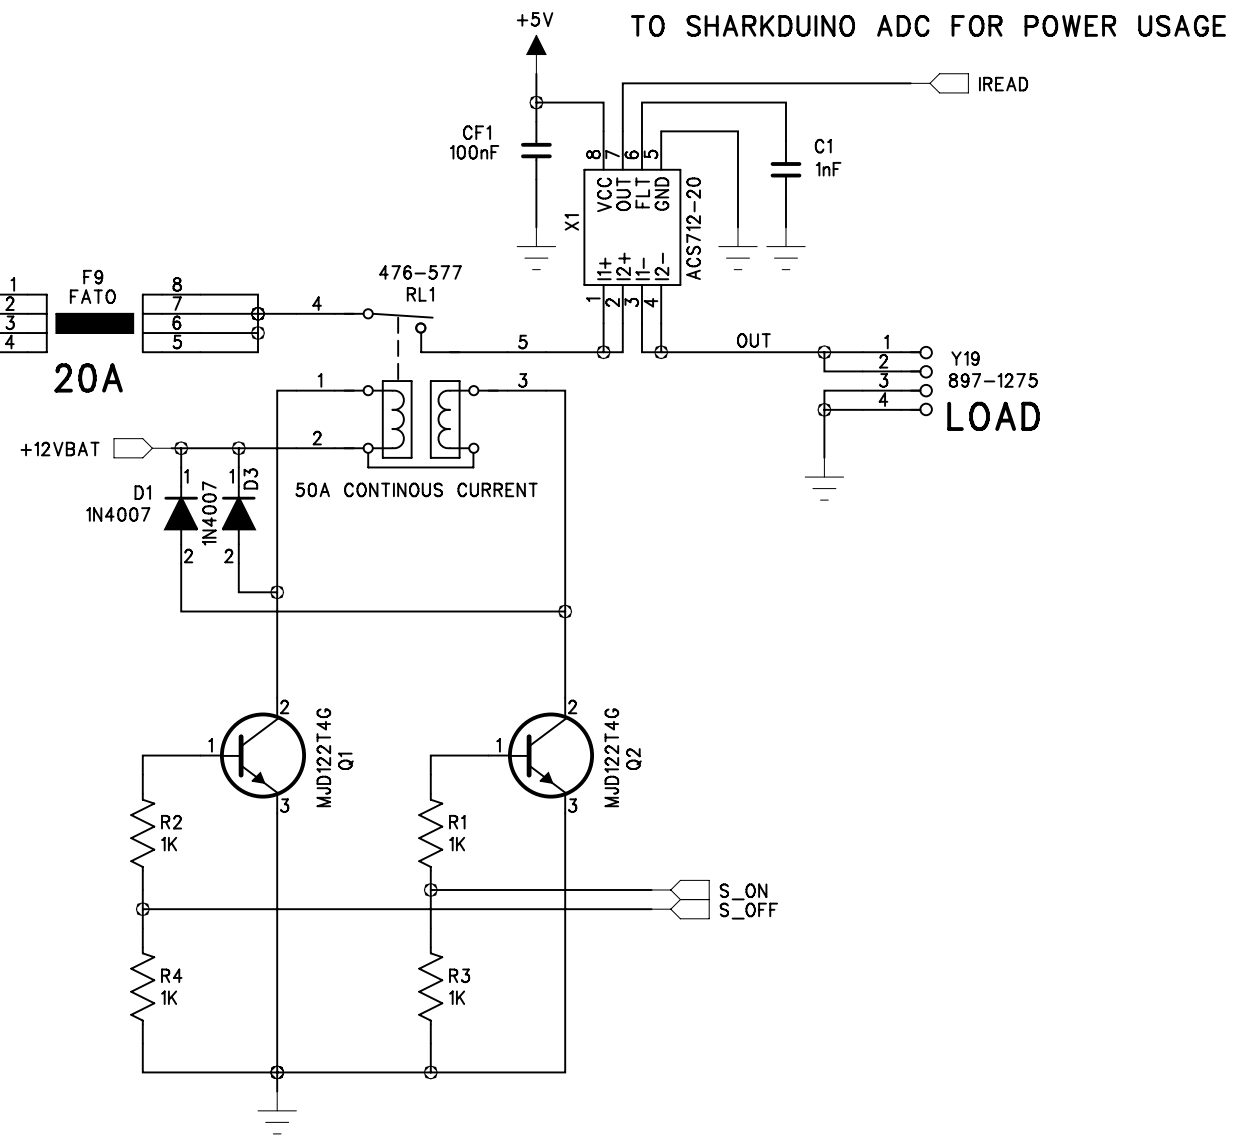 TO SHARKDUINO ADC FOR POWER USAGE
+5V
IREAD
CF1
100nF
C1
1nF
8
7
6
5
VCC
OUT
FLT
GND
X1
ACS712-20
I1+
I2+
I1-
I2-
1
2
3
4
F9
FATO
20A
1
2
3
4
8
7
6
5
476-577
RL1
4
5
OUT
1
2
3
4
Y19
897-1275
LOAD
1
3
2
+12VBAT
50A CONTINOUS CURRENT
D1
1N4007
1
2
D3
1N4007
1
2
1
2
3
MJD122T4G
Q1
1
2
3
MJD122T4G
Q2
R2
1K
R1
1K
S_ON
S_OFF
R4
1K
R3
1K